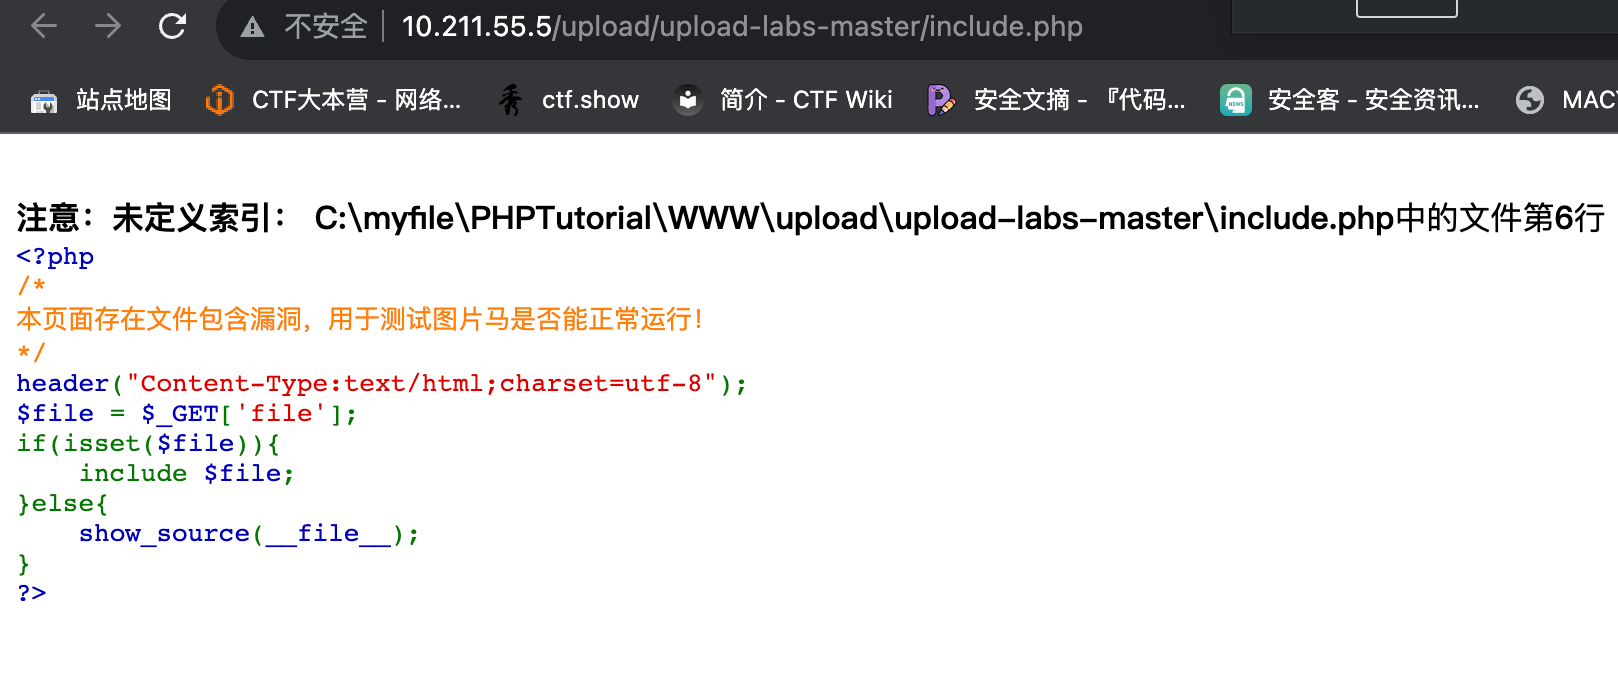 不安全 10.211.55.5/upload/upload-labs-master/include.php
站点地图 CTF大本营 - 网络... ctf.show 简介 - CTF Wiki 安全文摘 - 『代码... 安全客 - 安全资讯... MAC
注意：未定义索引： C:\myfile\PHPTutorial\WWW\upload\upload-labs-master\include.php中的文件第6行
<?php
/*
本页面存在文件包含漏洞，用于测试图片马是否能正常运行！
*/
header("Content-Type:text/html;charset=utf-8");
$file = $_GET['file'];
if(isset($file)){
    include $file;
}else{
    show_source(__file__);
}
?>